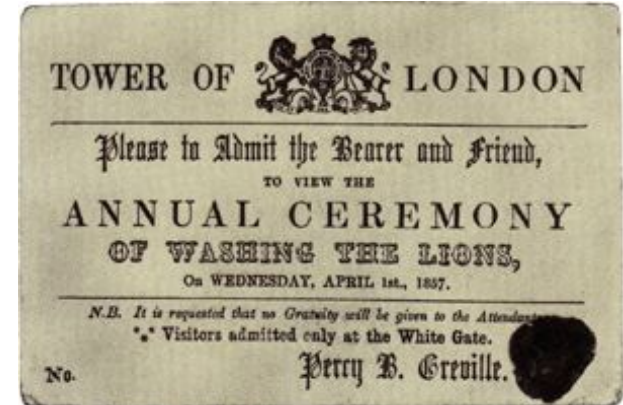 TOWER OF LONDON
Please to Admit the Bearer and Friend,
TO VIEW THE
ANNUAL CEREMONY
OF WASHING THE LIONS,
On WEDNESDAY, APRIL 1st., 1857.
N.B. It is requested that no Gratuity will be given to the Attendants
*⁎* Visitors admitted only at the White Gate.
No. Percy B. Greville.